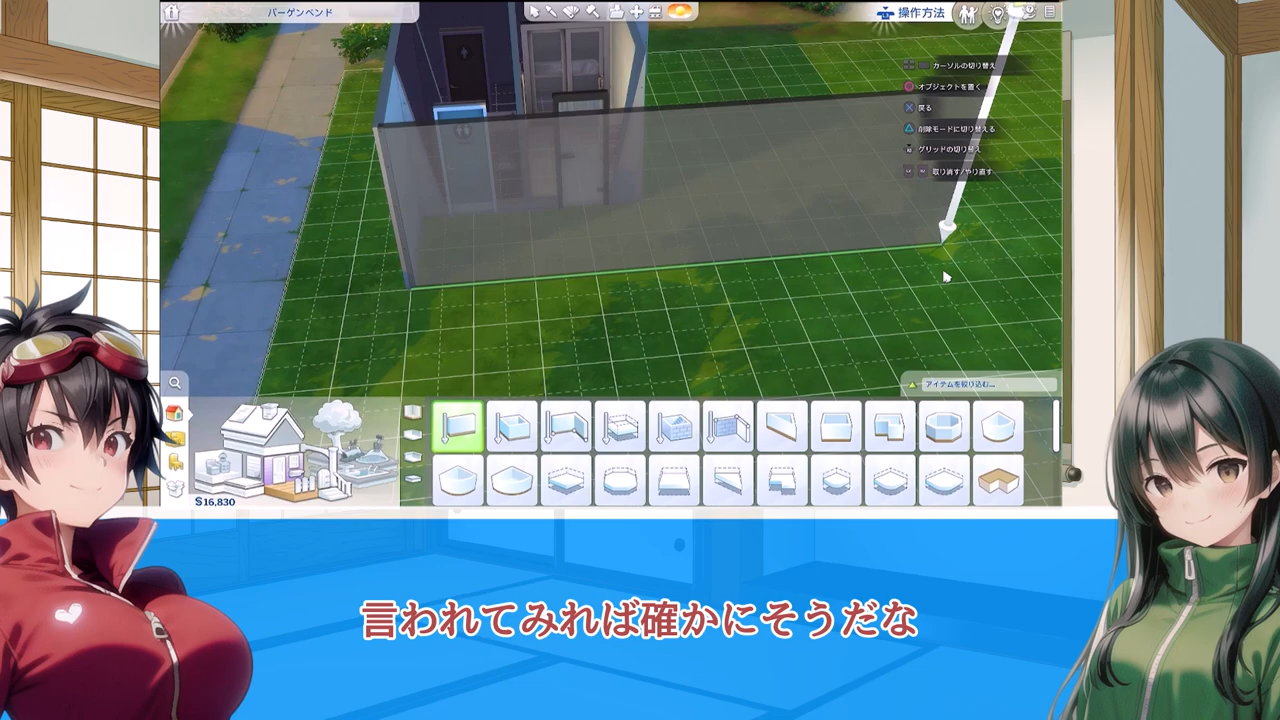 バーゲンベンド
操作方法
カーソルの切り替え
オブジェクトを置く
戻る
削除モードに切り替える
グリッドの切り替え
取り消す/やり直す
アイテムを絞り込む...
$16,830
言われてみれば確かにそうだな